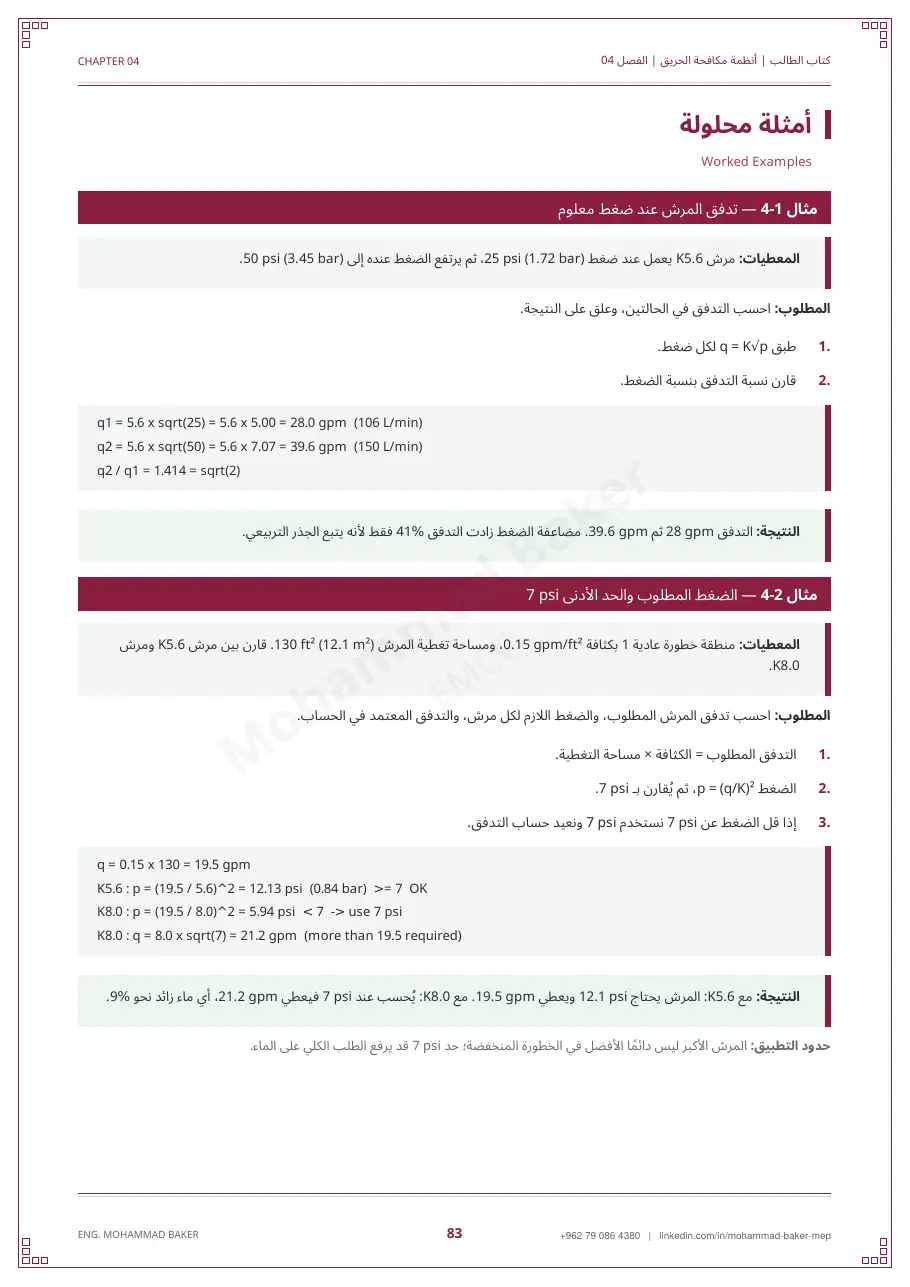 CHAPTER 04
كتاب الطالب | أنظمة مكافحة الحريق | الفصل 04
أمثلة محلولة
Worked Examples
مثال 1-4 — تدفق المرش عند ضغط معلوم
المعطيات: مرش K5.6 يعمل عند ضغط 25 psi (1.72 bar)، ثم يرتفع الضغط عنده إلى 50 psi (3.45 bar).
المطلوب: احسب التدفق في الحالتين، وعلق على النتيجة.
1. طبق q = K√p لكل ضغط.
2. قارن نسبة التدفق بنسبة الضغط.
q1 = 5.6 x sqrt(25) = 5.6 x 5.00 = 28.0 gpm (106 L/min)
q2 = 5.6 x sqrt(50) = 5.6 x 7.07 = 39.6 gpm (150 L/min)
q2 / q1 = 1.414 = sqrt(2)
النتيجة: التدفق 28 gpm ثم 39.6 gpm. مضاعفة الضغط زادت التدفق 41% فقط لأنه يتبع الجذر التربيعي.
مثال 2-4 — الضغط المطلوب والحد الأدنى 7 psi
المعطيات: منطقة خطورة عادية 1 بكثافة 0.15 gpm/ft²، ومساحة تغطية المرش 130 ft² (12.1 m²). قارن بين مرش K5.6 ومرش
K8.0.
المطلوب: احسب تدفق المرش المطلوب، والضغط اللازم لكل مرش، والتدفق المعتمد في الحساب.
1. التدفق المطلوب = الكثافة × مساحة التغطية.
2. الضغط p = (q/K)²، ثم يُقارن بـ 7 psi.
3. إذا قل الضغط عن 7 psi نستخدم 7 psi ونعيد حساب التدفق.
q = 0.15 x 130 = 19.5 gpm
K5.6 : p = (19.5 / 5.6)^2 = 12.13 psi (0.84 bar) >= 7 OK
K8.0 : p = (19.5 / 8.0)^2 = 5.94 psi < 7 -> use 7 psi
K8.0 : q = 8.0 x sqrt(7) = 21.2 gpm (more than 19.5 required)
النتيجة: مع K5.6: المرش يحتاج 12.1 psi ويعطي 19.5 gpm. مع K8.0: يُحسب عند 7 psi فيعطي 21.2 gpm، أي ماء زائد نحو 9%.
حدود التطبيق: المرش الأكبر ليس دائمًا الأفضل في الخطورة المنخفضة؛ حد 7 psi قد يرفع الطلب الكلي على الماء.
Mohammad Baker
ENG. MOHAMMAD BAKER
83
+962 79 086 4380 | linkedin.com/in/mohammad-baker-mep